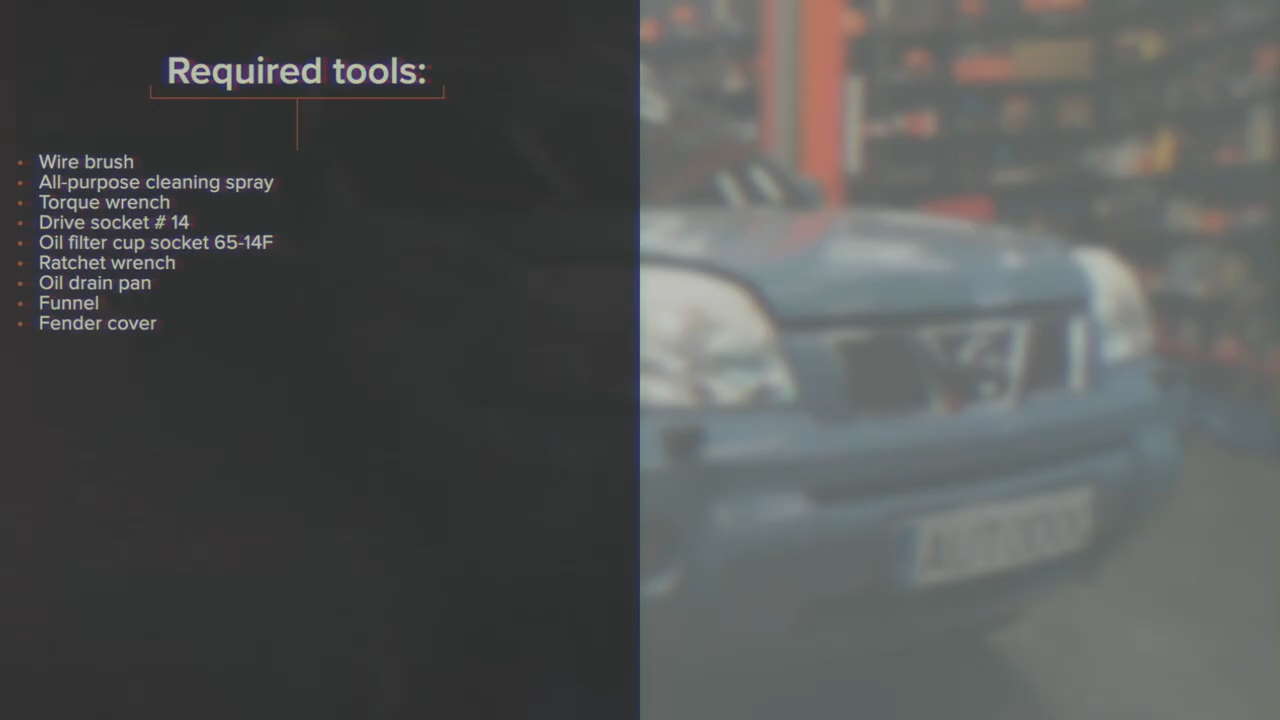 Required tools:
Wire brush
All-purpose cleaning spray
Torque wrench
Drive socket # 14
Oil filter cup socket 65-14F
Ratchet wrench
Oil drain pan
Funnel
Fender cover